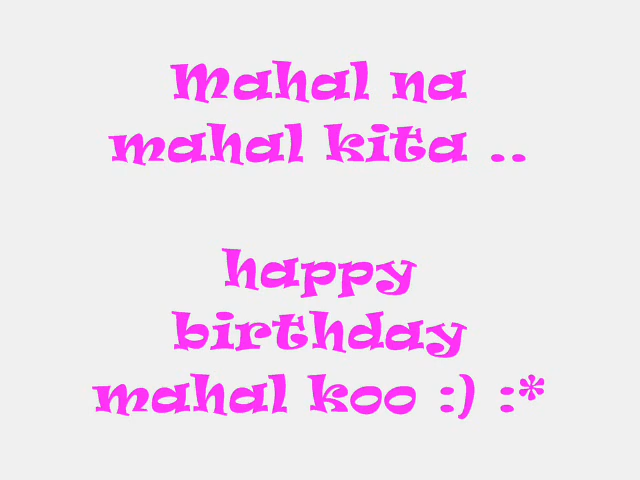 Mahal na
mahal kita ..
happy
birthday
mahal koo :) :*